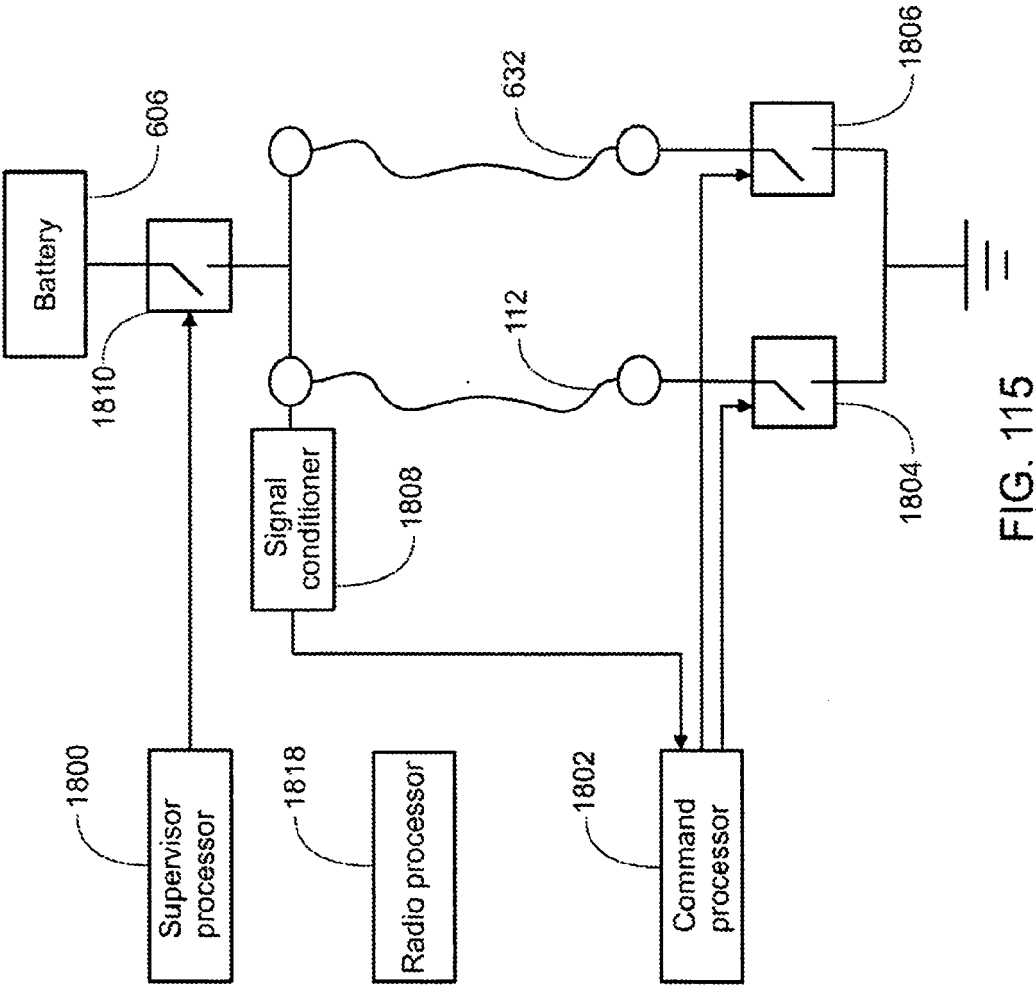 Battery
1800
606
1810
Supervisor
processor
Signal
conditioner
1818
1808
Radio processor
112
632
1802
Command
processor
1804
1806
FIG. 115